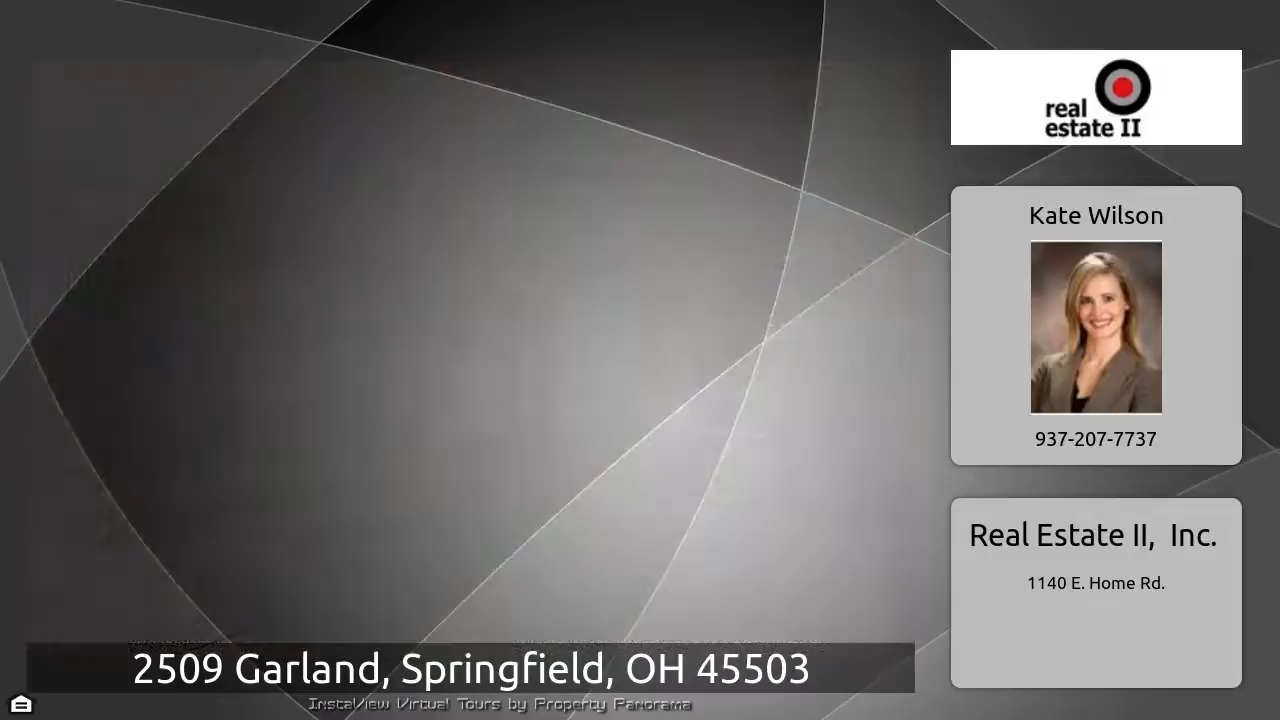 real
estate II
Kate Wilson
937-207-7737
Real Estate II,  Inc.
1140 E. Home Rd.
2509 Garland, Springfield, OH 45503
InstaView Virtual Tours by Property Panorama